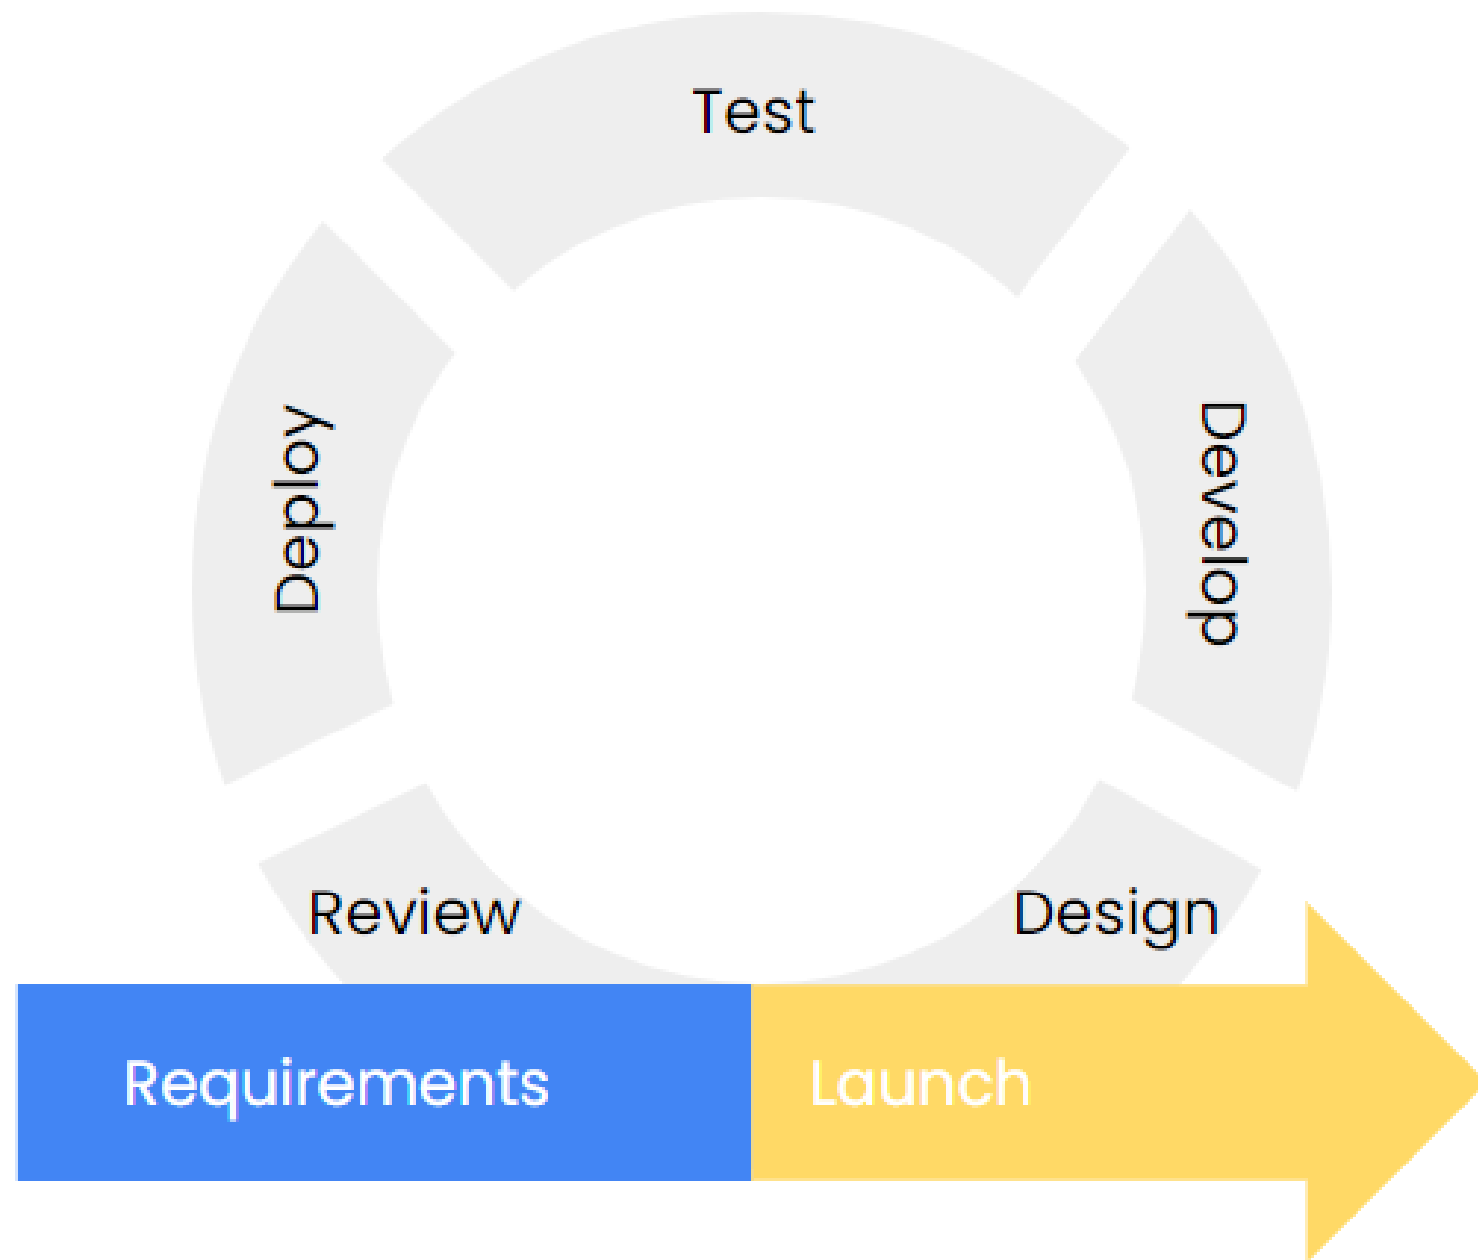 Test
Deploy
Develop
Review
Design
Requirements
Launch